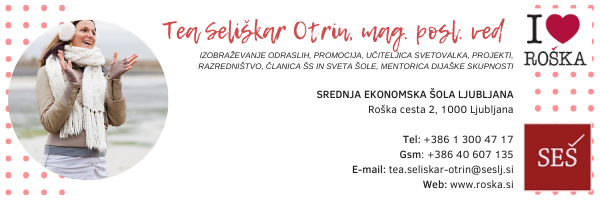 Tea Seliškar Otrin, mag. posl. ved
IZOBRAŽEVANJE ODRASLIH, PROMOCIJA, UČITELJICA SVETOVALKA, PROJEKTI,
RAZREDNIŠTVO, ČLANICA ŠS IN SVETA ŠOLE, MENTORICA DIJAŠKE SKUPNOSTI
SREDNJA EKONOMSKA ŠOLA LJUBLJANA
Roška cesta 2, 1000 Ljubljana
Tel: +386 1 300 47 17
Gsm: +386 40 607 135
E-mail: tea.seliskar-otrin@seslj.si
Web: www.roska.si
I
ROŠKA
SEŠ